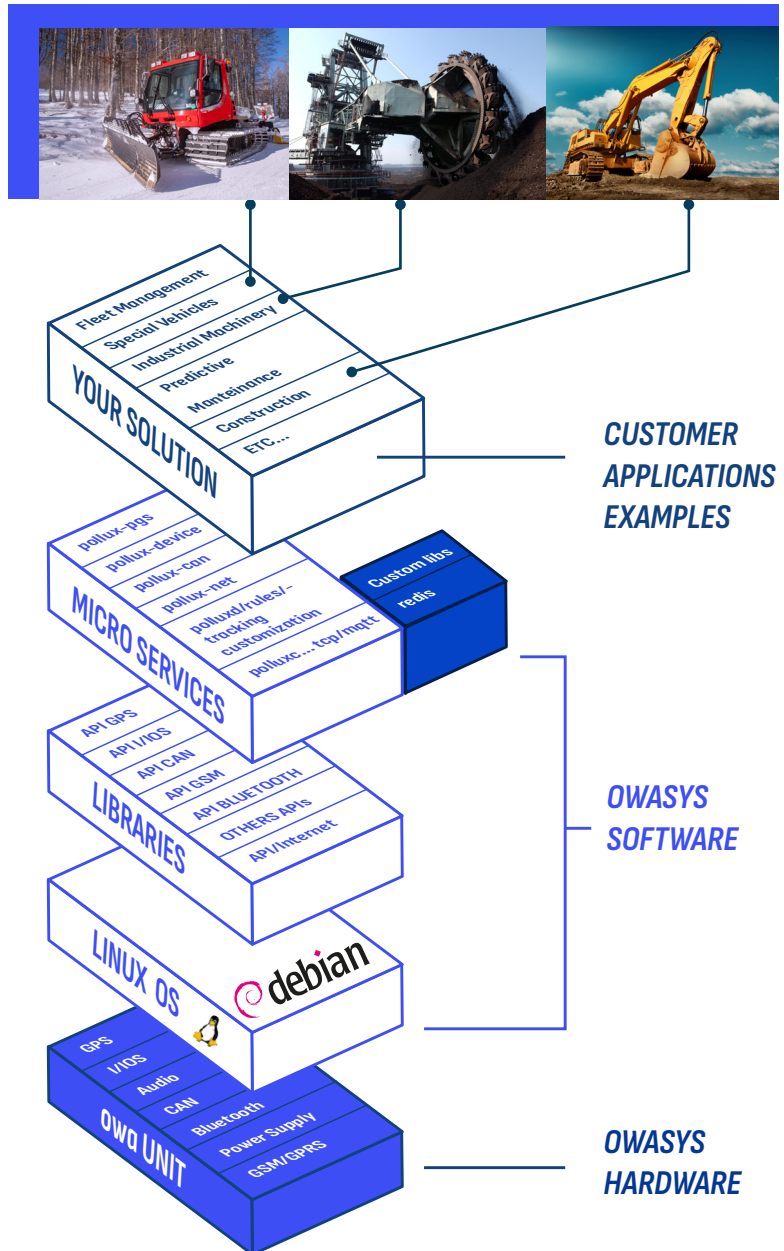 Fleet Management
Special Vehicles
Industrial Machinery
Predictive
Manteinance
Construction
ETC...
YOUR SOLUTION
CUSTOMER
APPLICATIONS
EXAMPLES
pollux-pgs
pollux-device
pollux-can
pollux-net
polluxd/rules/-
tracking
customization
polluxc... tcp/mqtt
MICRO SERVICES
Custom libs
redis
API GPS
API I/IOS
API CAN
API GSM
API BLUETOOTH
OTHERS APIs
API/Internet
LIBRARIES
OWASYS
SOFTWARE
LINUX OS
debian
GPS
I/IOS
Audio
CAN
Bluetooth
Power Supply
GSM/GPRS
owa UNIT
OWASYS
HARDWARE